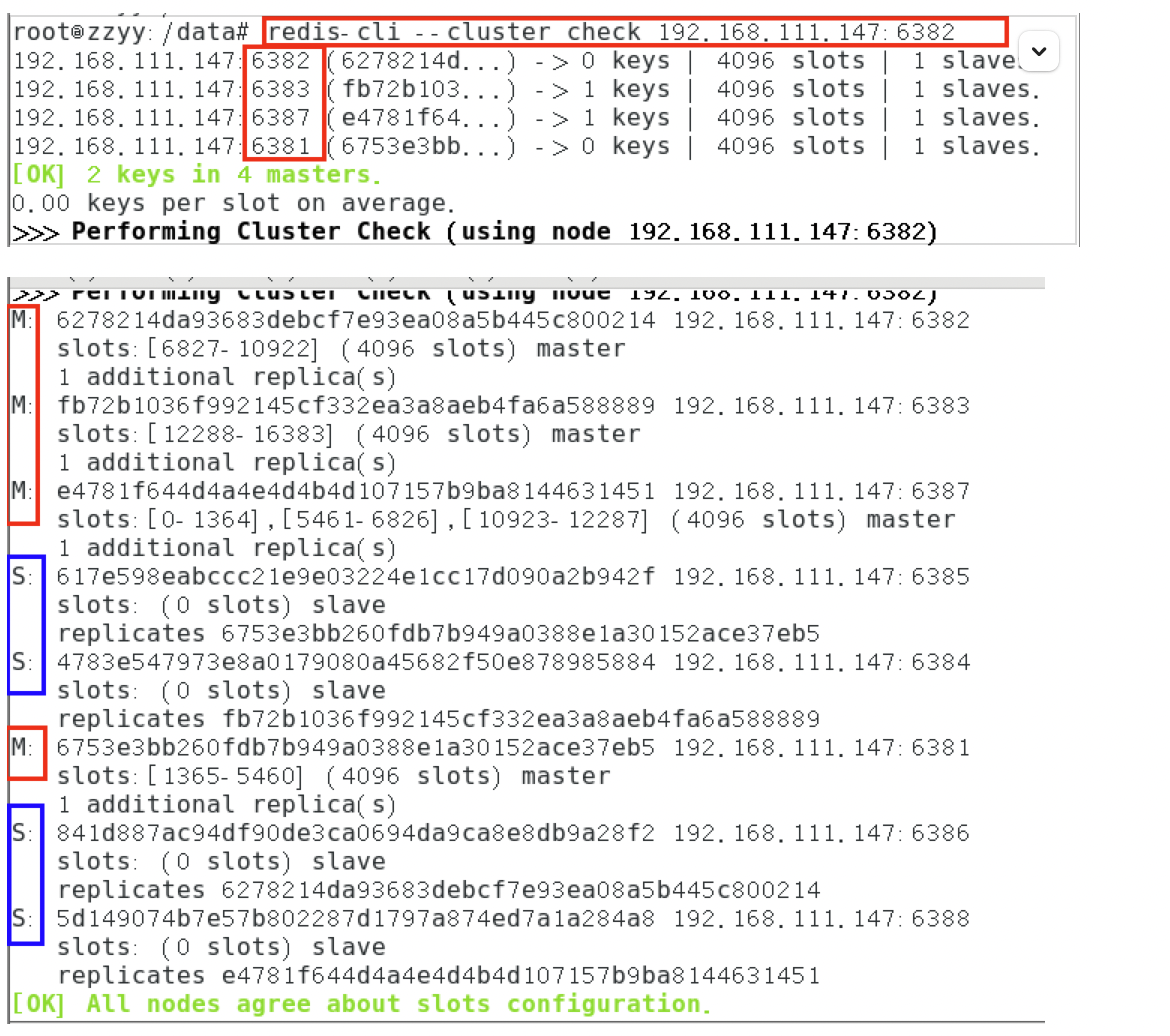 root@zzyy:/data# redis-cli --cluster check 192.168.111.147:6382
192.168.111.147:6382 (6278214d...) -> 0 keys | 4096 slots | 1 slave
192.168.111.147:6383 (fb72b103...) -> 1 keys | 4096 slots | 1 slaves.
192.168.111.147:6387 (e4781f64...) -> 1 keys | 4096 slots | 1 slaves.
192.168.111.147:6381 (6753e3bb...) -> 0 keys | 4096 slots | 1 slaves.
[OK] 2 keys in 4 masters.
0.00 keys per slot on average.
>>> Performing Cluster Check (using node 192.168.111.147:6382)
>>> Performing Cluster Check (using node 192.168.111.147:6382)
M: 6278214da93683debcf7e93ea08a5b445c800214 192.168.111.147:6382
slots:[6827-10922] (4096 slots) master
1 additional replica(s)
M: fb72b1036f992145cf332ea3a8aeb4fa6a588889 192.168.111.147:6383
slots:[12288-16383] (4096 slots) master
1 additional replica(s)
M: e4781f644d4a4e4d4b4d107157b9ba8144631451 192.168.111.147:6387
slots:[0-1364],[5461-6826],[10923-12287] (4096 slots) master
1 additional replica(s)
S: 617e598eabccc21e9e03224e1cc17d090a2b942f 192.168.111.147:6385
slots: (0 slots) slave
replicates 6753e3bb260fdb7b949a0388e1a30152ace37eb5
S: 4783e547973e8a0179080a45682f50e878985884 192.168.111.147:6384
slots: (0 slots) slave
replicates fb72b1036f992145cf332ea3a8aeb4fa6a588889
M: 6753e3bb260fdb7b949a0388e1a30152ace37eb5 192.168.111.147:6381
slots:[1365-5460] (4096 slots) master
1 additional replica(s)
S: 841d887ac94df90de3ca0694da9ca8e8db9a28f2 192.168.111.147:6386
slots: (0 slots) slave
replicates 6278214da93683debcf7e93ea08a5b445c800214
S: 5d149074b7e57b802287d1797a874ed7a1a284a8 192.168.111.147:6388
slots: (0 slots) slave
replicates e4781f644d4a4e4d4b4d107157b9ba8144631451
[OK] All nodes agree about slots configuration.